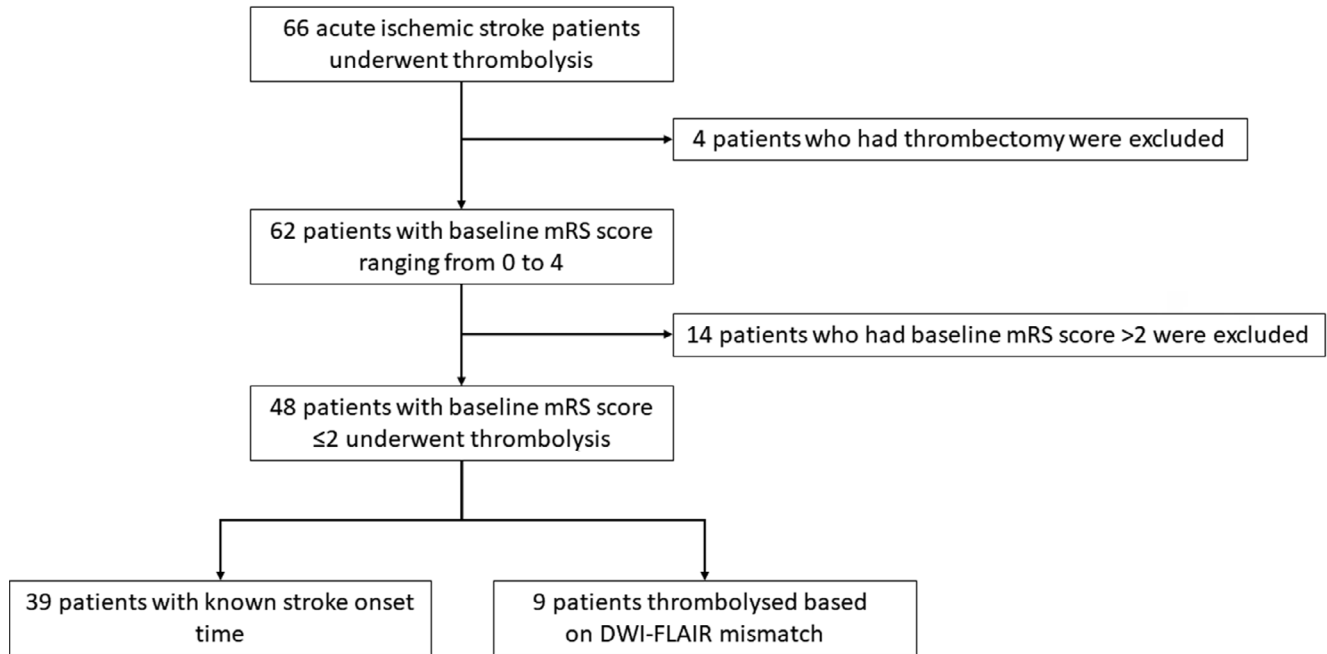 66 acute ischemic stroke patients
underwent thrombolysis
4 patients who had thrombectomy were excluded
62 patients with baseline mRS score
ranging from 0 to 4
14 patients who had baseline mRS score >2 were excluded
48 patients with baseline mRS score
≤2 underwent thrombolysis
39 patients with known stroke onset
time
9 patients thrombolysed based
on DWI-FLAIR mismatch